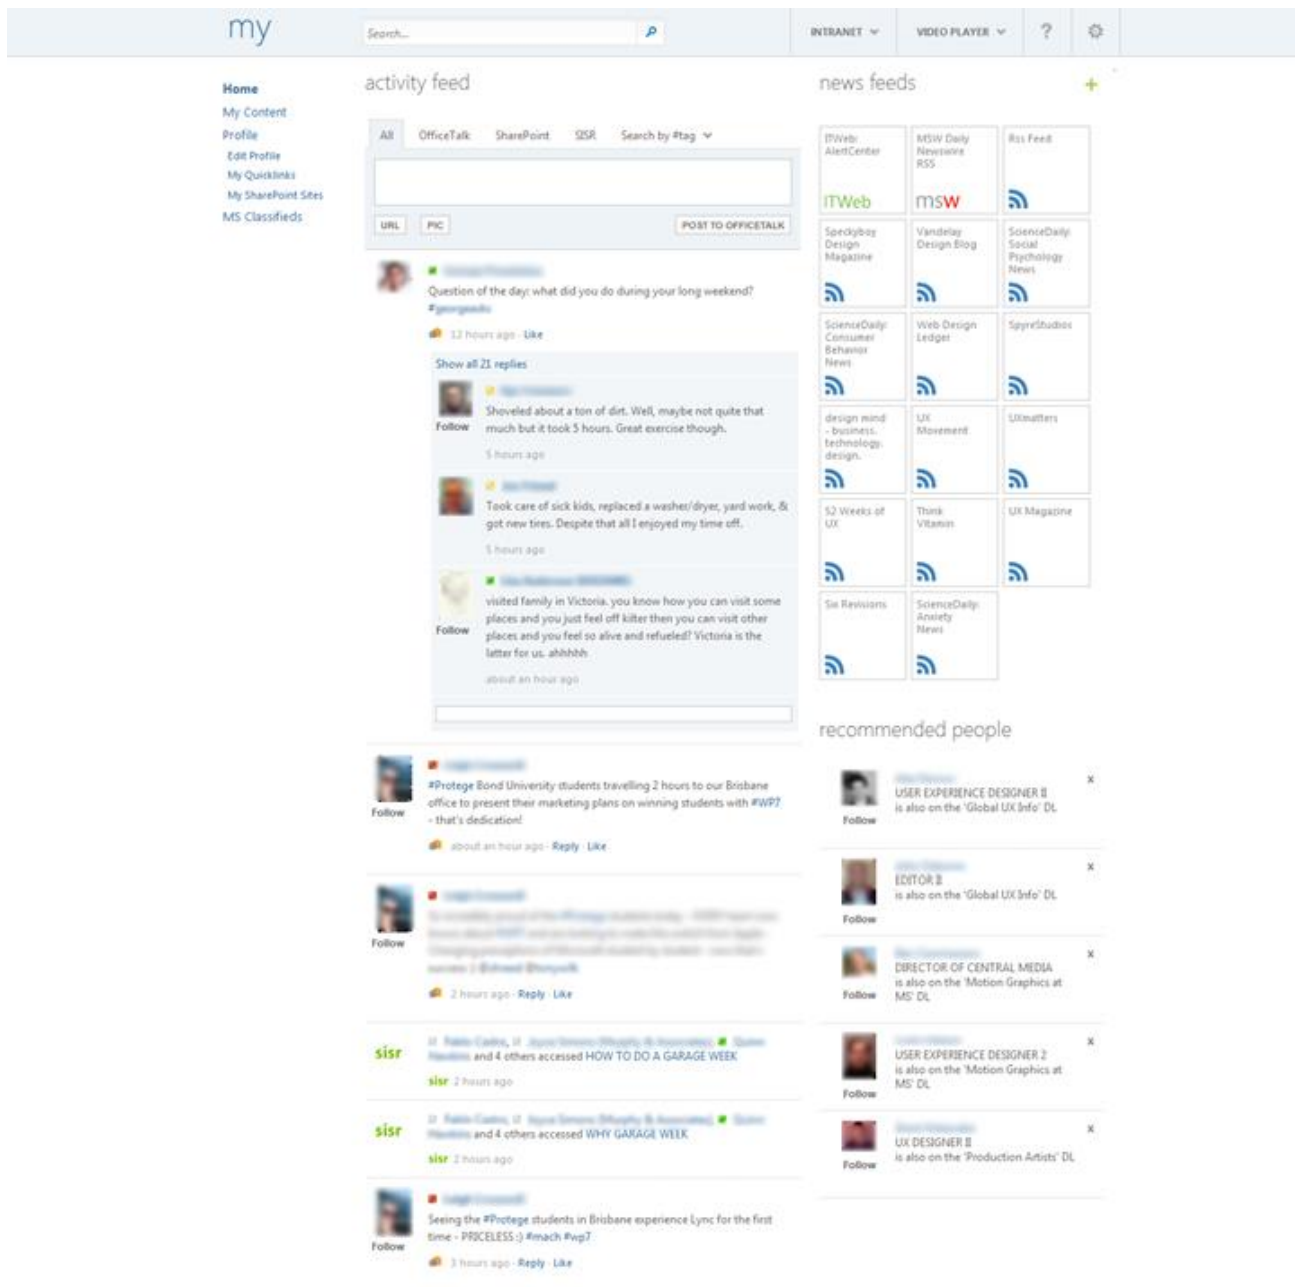 my
Search...
INTRANET
VIDEO PLAYER
?
Home
My Content
Profile
Edit Profile
My Quicklinks
My SharePoint Sites
MS Classifieds
activity feed
All OfficeTalk SharePoint SISR Search by #tag
URL PIC POST TO OFFICETALK
Question of the day: what did you do during your long weekend?
12 hours ago · Like
Show all 21 replies
Shoveled about a ton of dirt. Well, maybe not quite that
Follow
much but it took 5 hours. Great exercise though.
5 hours ago
Took care of sick kids, replaced a washer/dryer, yard work, &
got new tires. Despite that all I enjoyed my time off.
5 hours ago
visited family in Victoria. you know how you can visit some
places and you just feel off kilter then you can visit other
Follow
places and you feel so alive and refueled? Victoria is the
latter for us. ahhhhh
about an hour ago
#Protege Bond University students travelling 2 hours to our Brisbane
office to present their marketing plans on winning students with #WP7
Follow
- that's dedication!
about an hour ago · Reply · Like
Follow
2 hours ago · Reply · Like
sisr
and 4 others accessed HOW TO DO A GARAGE WEEK
sisr 2 hours ago
sisr
and 4 others accessed WHY GARAGE WEEK
sisr 2 hours ago
Seeing the #Protege students in Brisbane experience Lync for the first
time - PRICELESS :) #mach #wp7
Follow
3 hours ago · Reply · Like
news feeds
+
ITWeb:
AlertCenter
ITWeb
MSW Daily
Newswire
RSS
msw
Rss Feed
Speckyboy
Design
Magazine
Vandelay
Design Blog
ScienceDaily:
Social
Psychology
News
ScienceDaily:
Consumer
Behavior
News
Web Design
Ledger
SpyreStudios
design mind
- business.
technology.
design.
UX
Movement
UXmatters
52 Weeks of
UX
Think
Vitamin
UX Magazine
Six Revisions
ScienceDaily:
Anxiety
News
recommended people
x
USER EXPERIENCE DESIGNER II
is also on the 'Global UX Info' DL
Follow
x
EDITOR II
is also on the 'Global UX Info' DL
Follow
x
DIRECTOR OF CENTRAL MEDIA
is also on the 'Motion Graphics at
MS' DL
Follow
x
USER EXPERIENCE DESIGNER 2
is also on the 'Motion Graphics at
MS' DL
Follow
x
UX DESIGNER II
is also on the 'Production Artists' DL
Follow